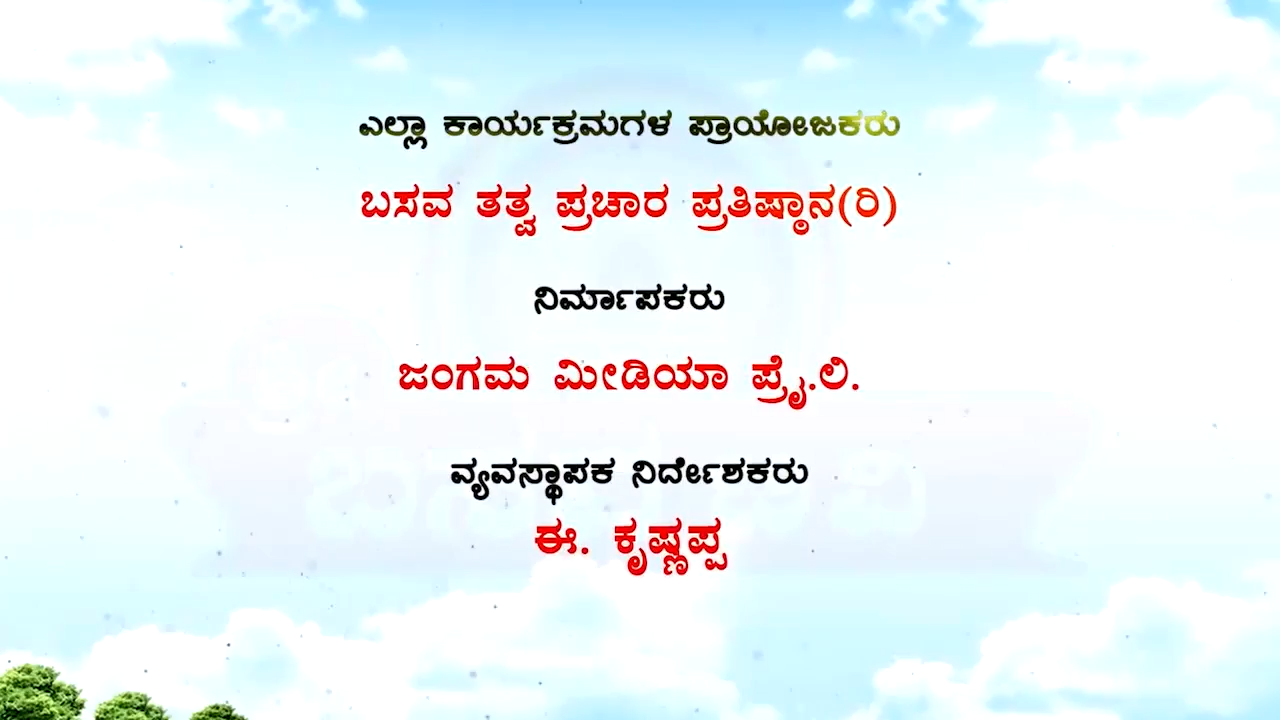 ಎಲ್ಲಾ ಕಾರ್ಯಕ್ರಮಗಳ ಪ್ರಾಯೋಜಕರು
ಬಸವ ತತ್ವ ಪ್ರಚಾರ ಪ್ರತಿಷ್ಠಾನ(ರಿ)
ನಿರ್ಮಾಪಕರು
ಜಂಗಮ ಮೀಡಿಯಾ ಪ್ರೈ.ಲಿ.
ವ್ಯವಸ್ಥಾಪಕ ನಿರ್ದೇಶಕರು
ಈ. ಕೃಷ್ಣಪ್ಪ